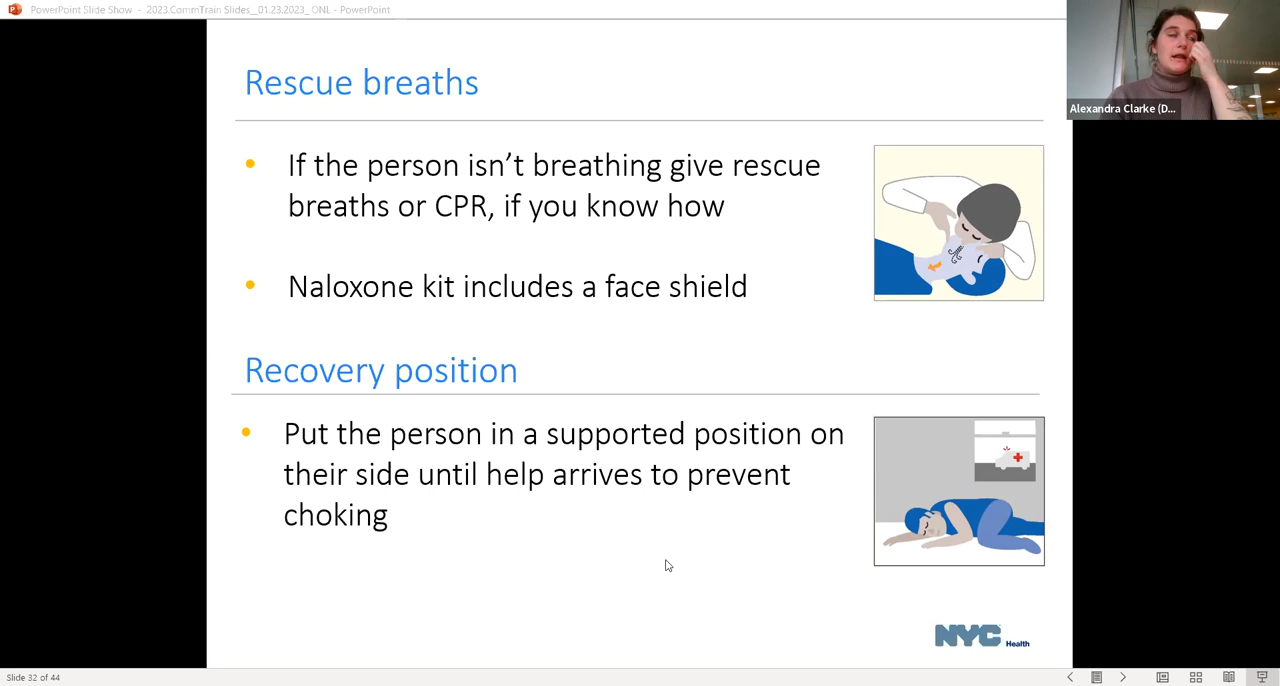 PowerPoint Slide Show - 2023.CommTrain Slides_01.23.2023_ ONL - PowerPoint
Alexandra Clarke (D...
Rescue breaths
• If the person isn’t breathing give rescue
breaths or CPR, if you know how
• Naloxone kit includes a face shield
Recovery position
• Put the person in a supported position on
their side until help arrives to prevent
choking
NYC Health
Slide 32 of 44